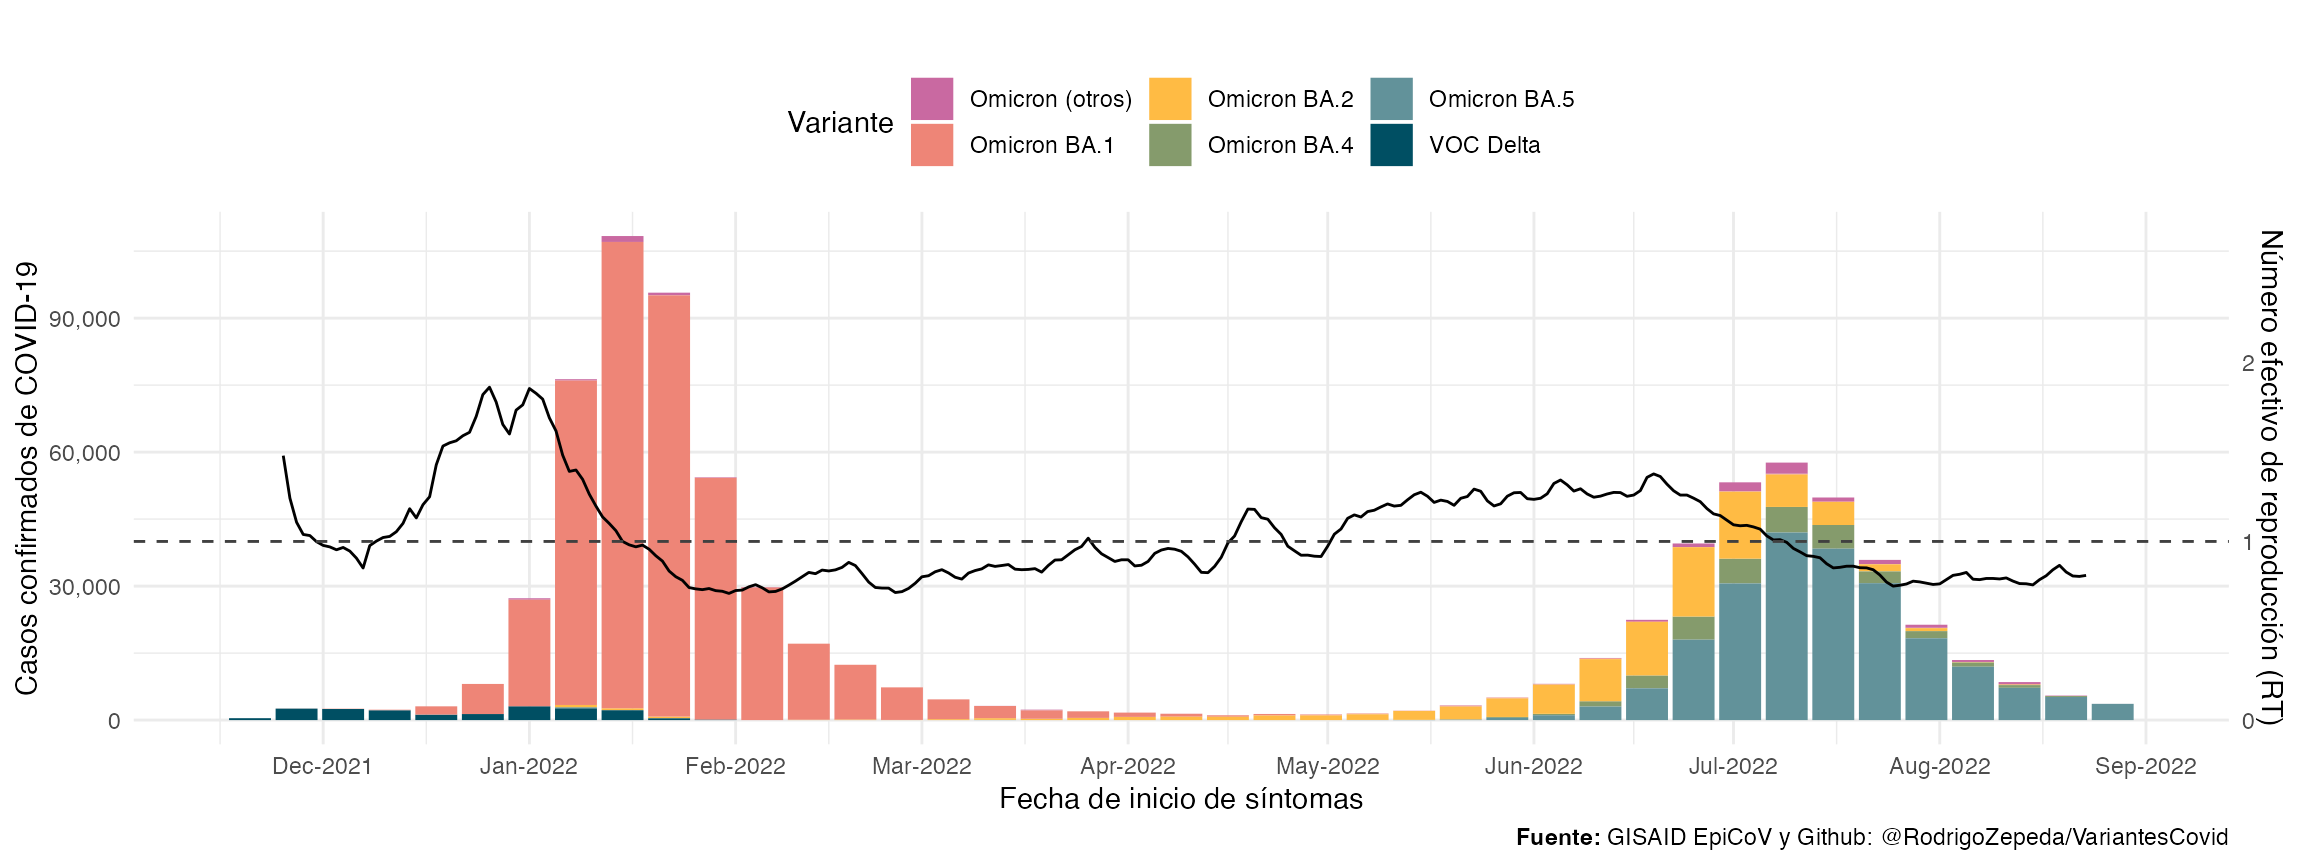 Variante
Omicron (otros)
Omicron BA.2
Omicron BA.5
Omicron BA.1
Omicron BA.4
VOC Delta
Casos confirmados de COVID-19
90,000
60,000
30,000
0
Número efectivo de reproducción (RT)
2
1
0
Dec-2021
Jan-2022
Feb-2022
Mar-2022
Apr-2022
May-2022
Jun-2022
Jul-2022
Aug-2022
Sep-2022
Fecha de inicio de síntomas
Fuente: GISAID EpiCoV y Github: @RodrigoZepeda/VariantesCovid